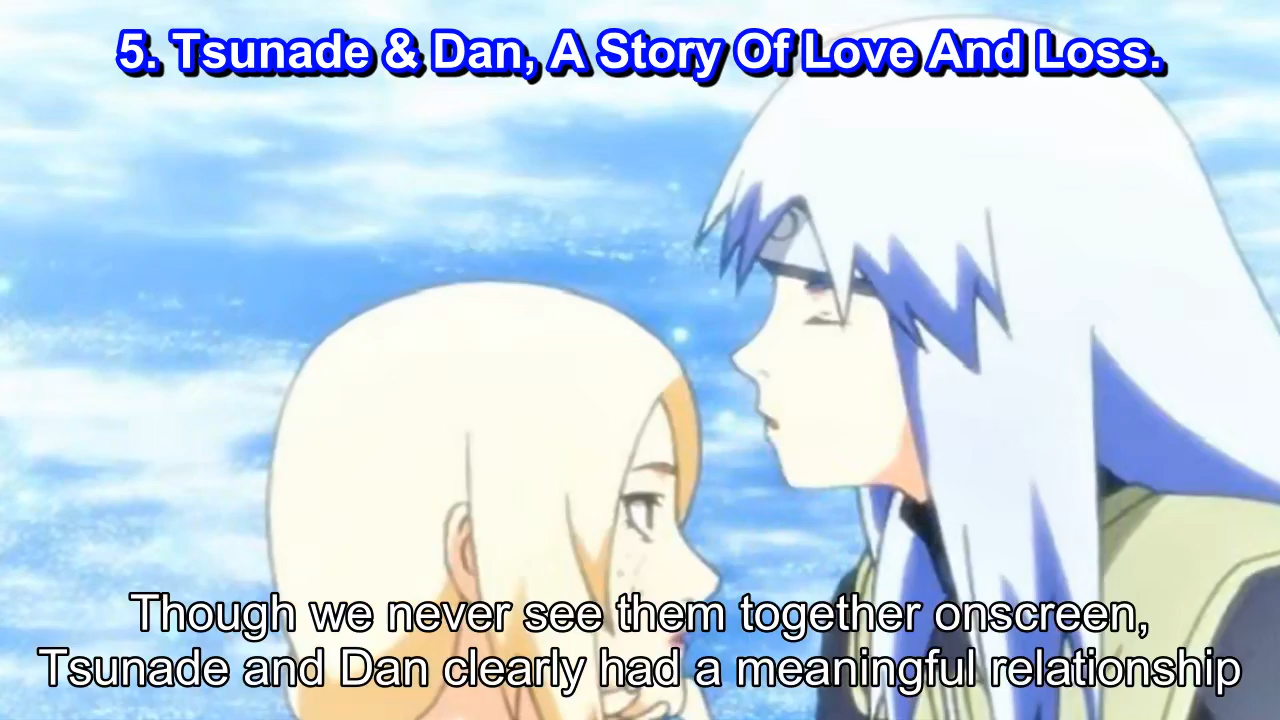 5. Tsunade & Dan, A Story Of Love And Loss.
Though we never see them together onscreen,
Tsunade and Dan clearly had a meaningful relationship